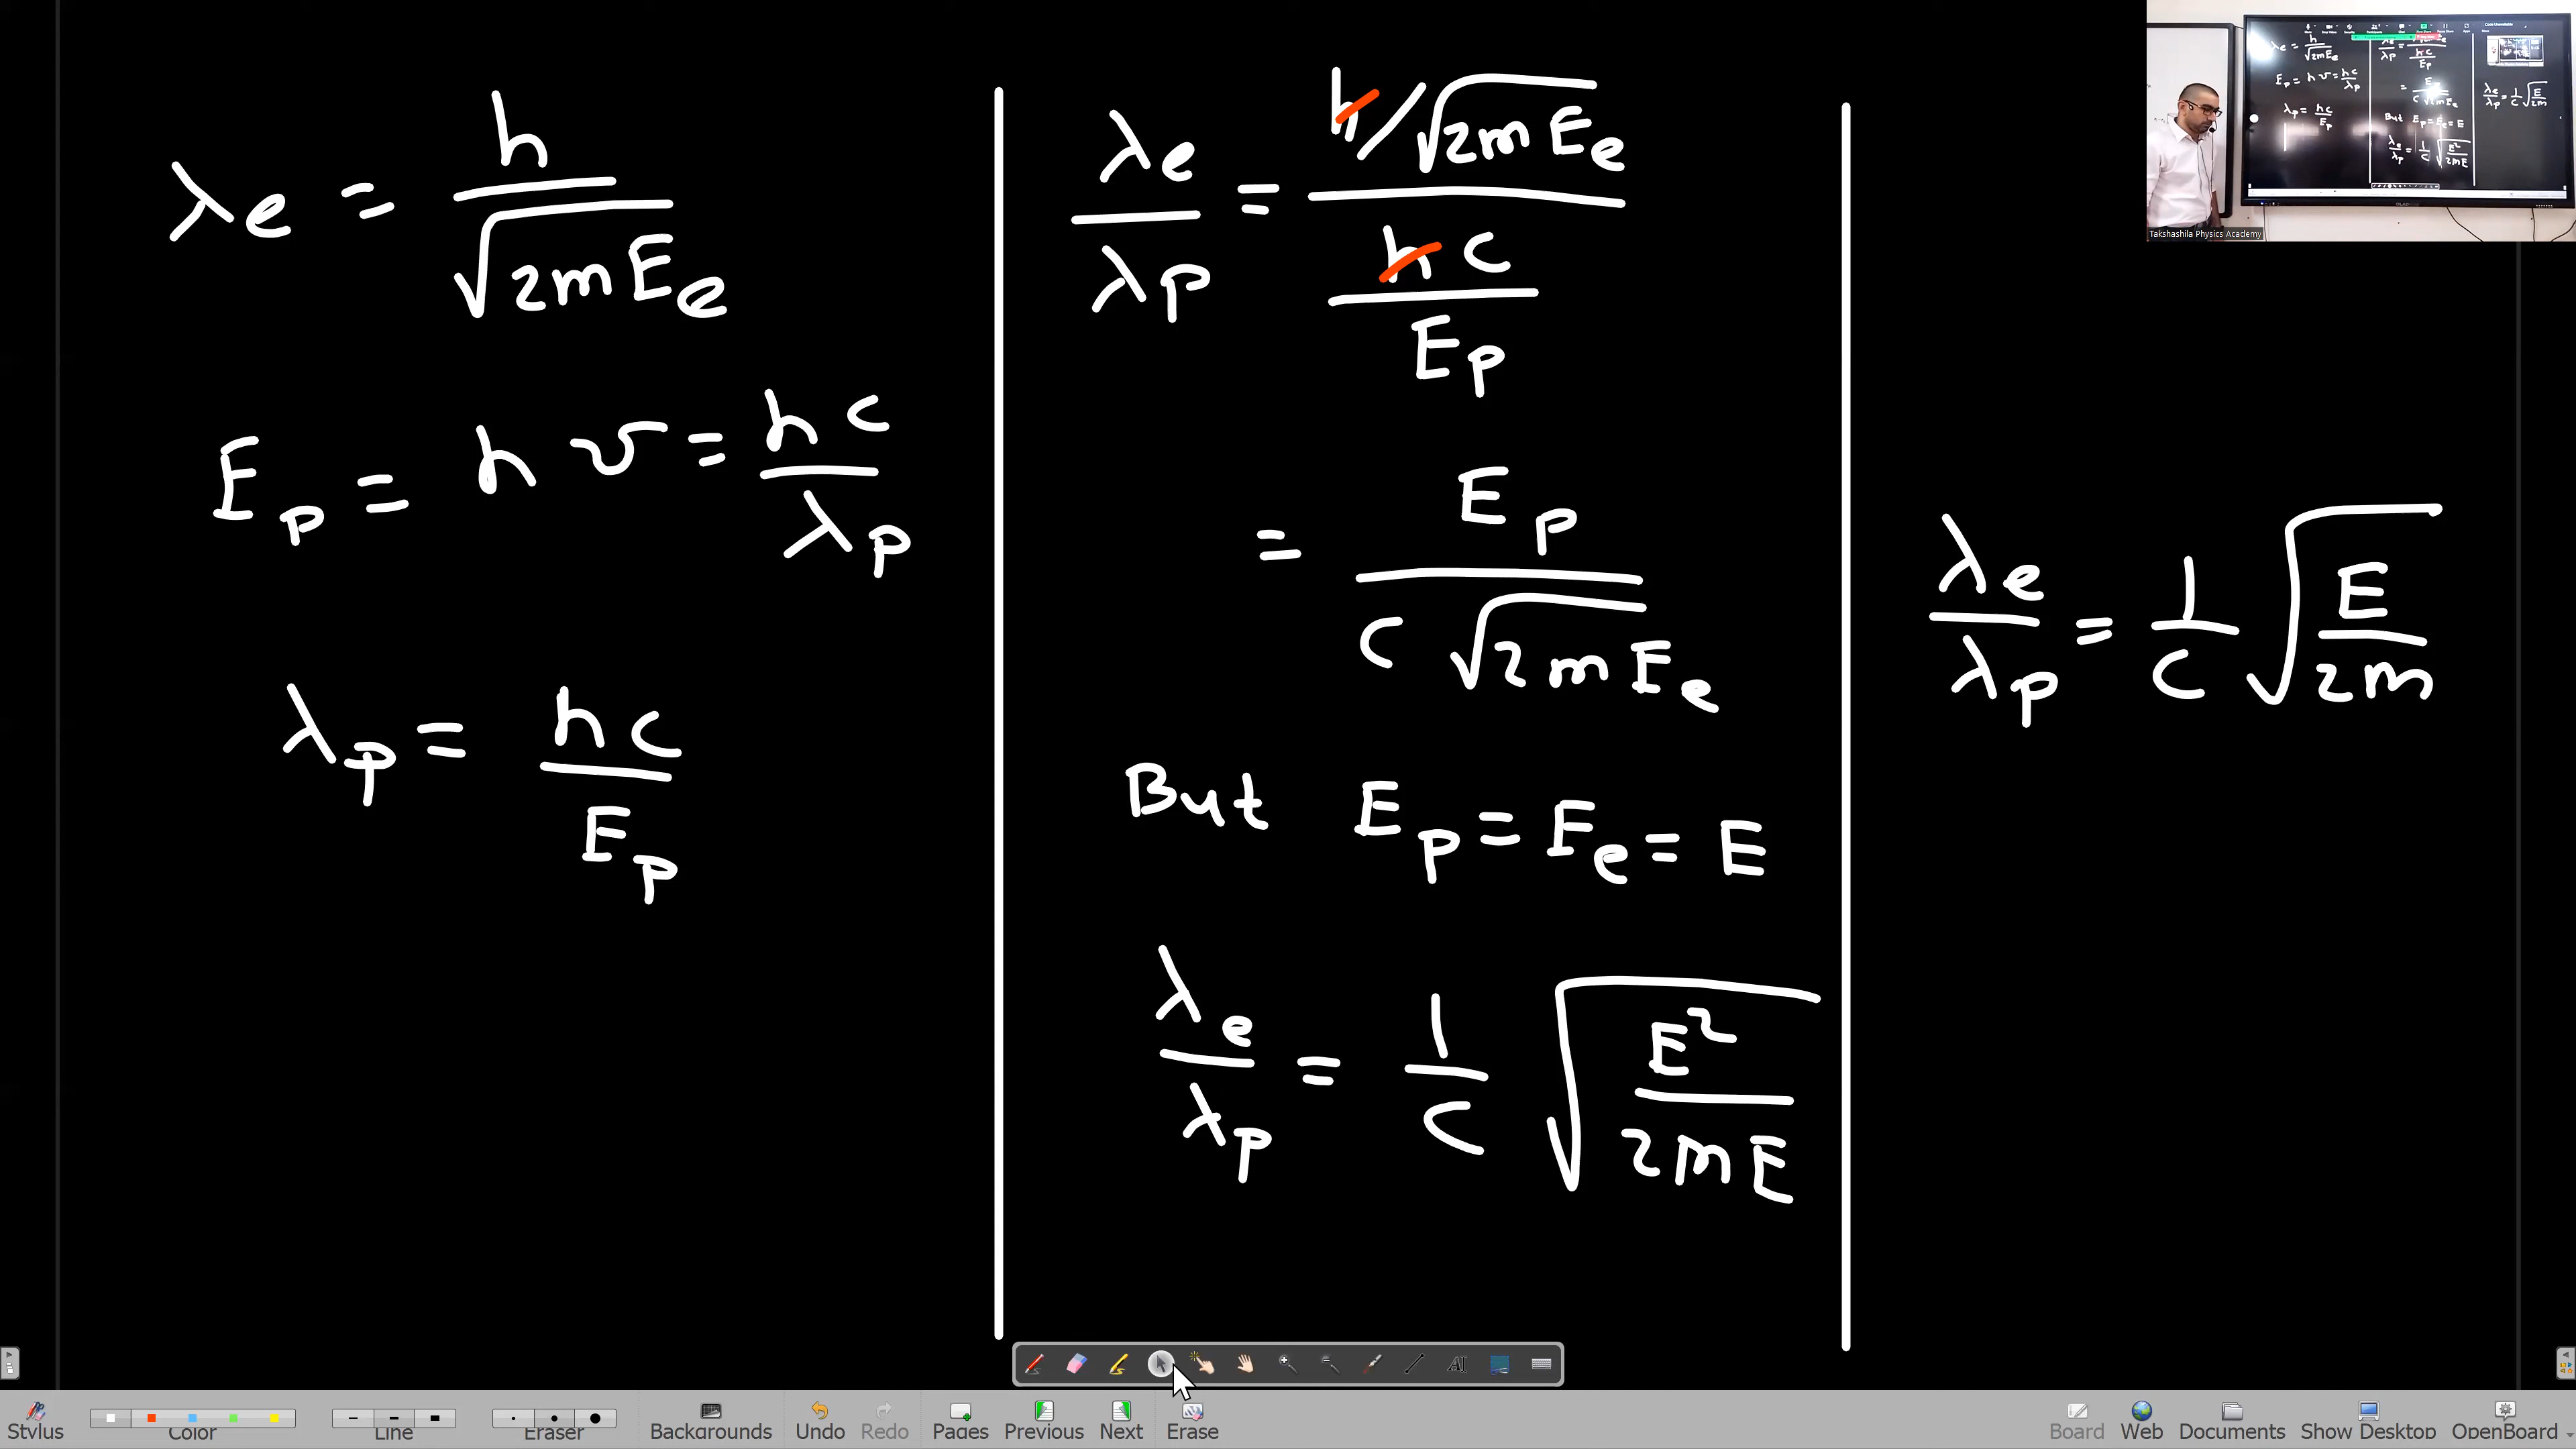 λe = h / √2mEe
Ep = hν = hc / λp
λp = hc / Ep
λe / λp = h/√2mEe / hc / Ep
= Ep / c √2mEe
But Ep = Ee = E
λe / λp = 1/c √E² / 2mE
λe / λp = 1/c √E / 2m
Takshashila Physics Academy
Stylus
Color
Line
Eraser
Backgrounds
Undo
Redo
Pages
Previous
Next
Erase
Board
Web
Documents
Show Desktop
OpenBoard